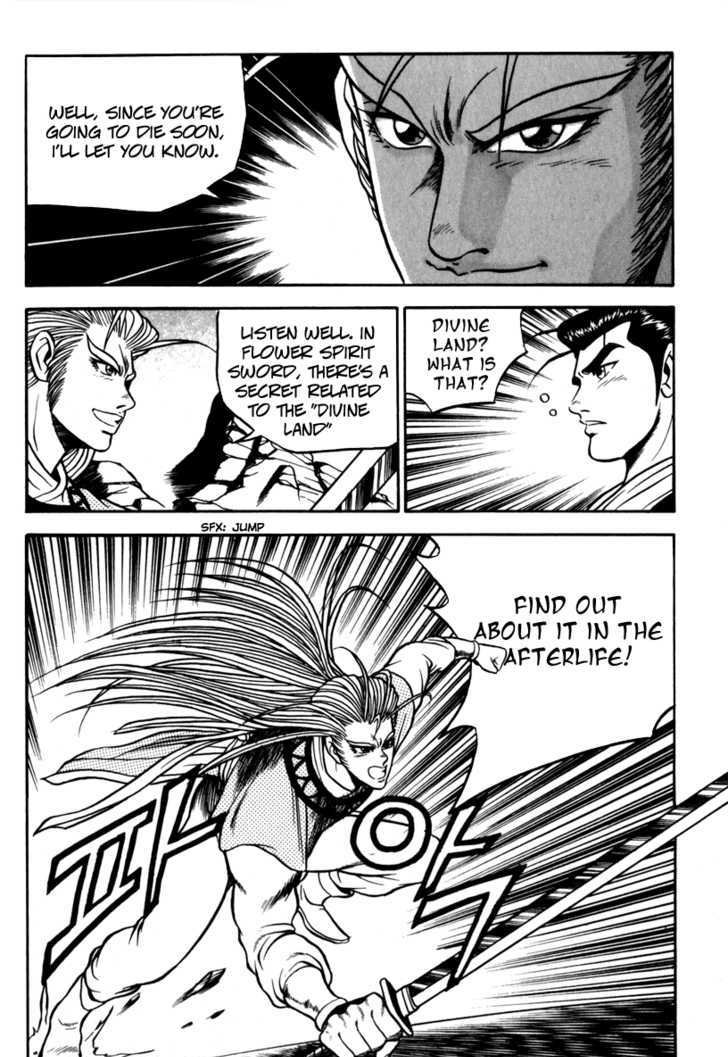 WELL, SINCE YOU'RE
GOING TO DIE SOON,
I'LL LET YOU KNOW.
LISTEN WELL. IN
FLOWER SPIRIT
SWORD, THERE'S A
SECRET RELATED
TO THE "DIVINE
LAND"
DIVINE
LAND?
WHAT IS
THAT?
SFX: JUMP
FIND OUT
ABOUT IT IN THE
AFTERLIFE!
파
악